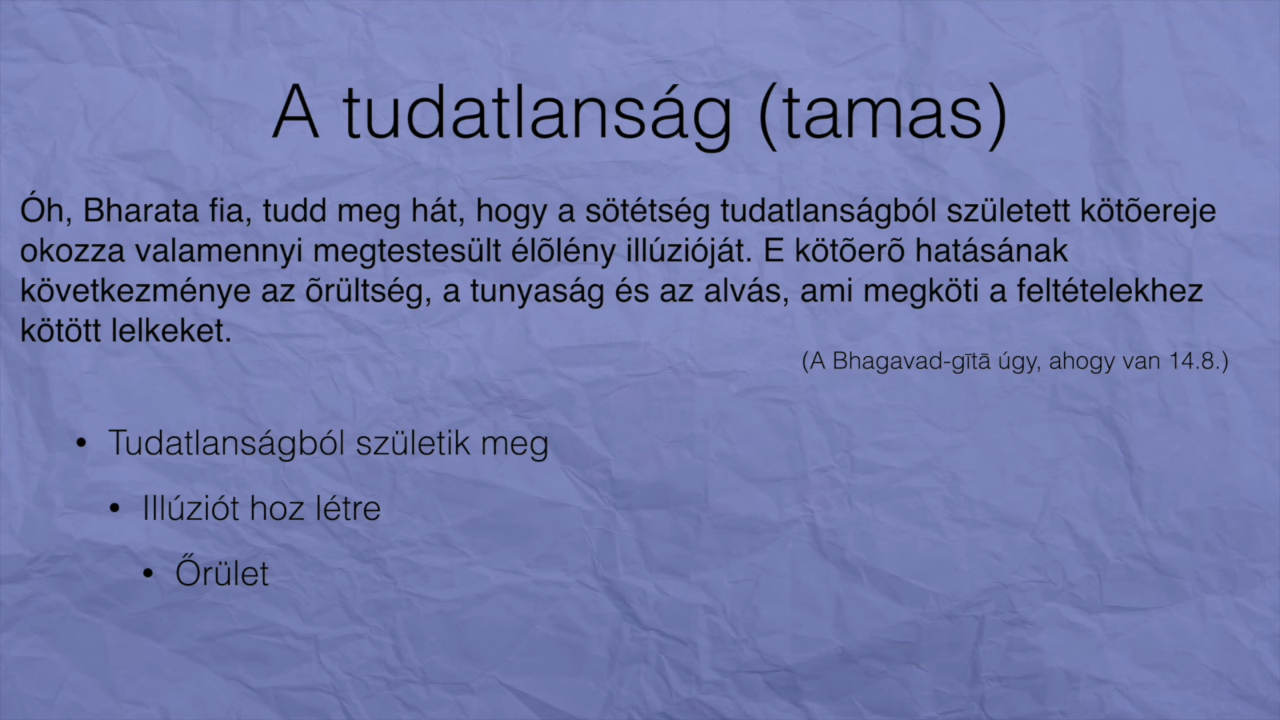 A tudatlanság (tamas)
Óh, Bharata fia, tudd meg hát, hogy a sötétség tudatlanságból született kötõereje
okozza valamennyi megtestesült élõlény illúzióját. E kötõerõ hatásának
következménye az õrültség, a tunyaság és az alvás, ami megköti a feltételekhez
kötött lelkeket.
(A Bhagavad-gītā úgy, ahogy van 14.8.)
• Tudatlanságból születik meg
• Illúziót hoz létre
• Őrület